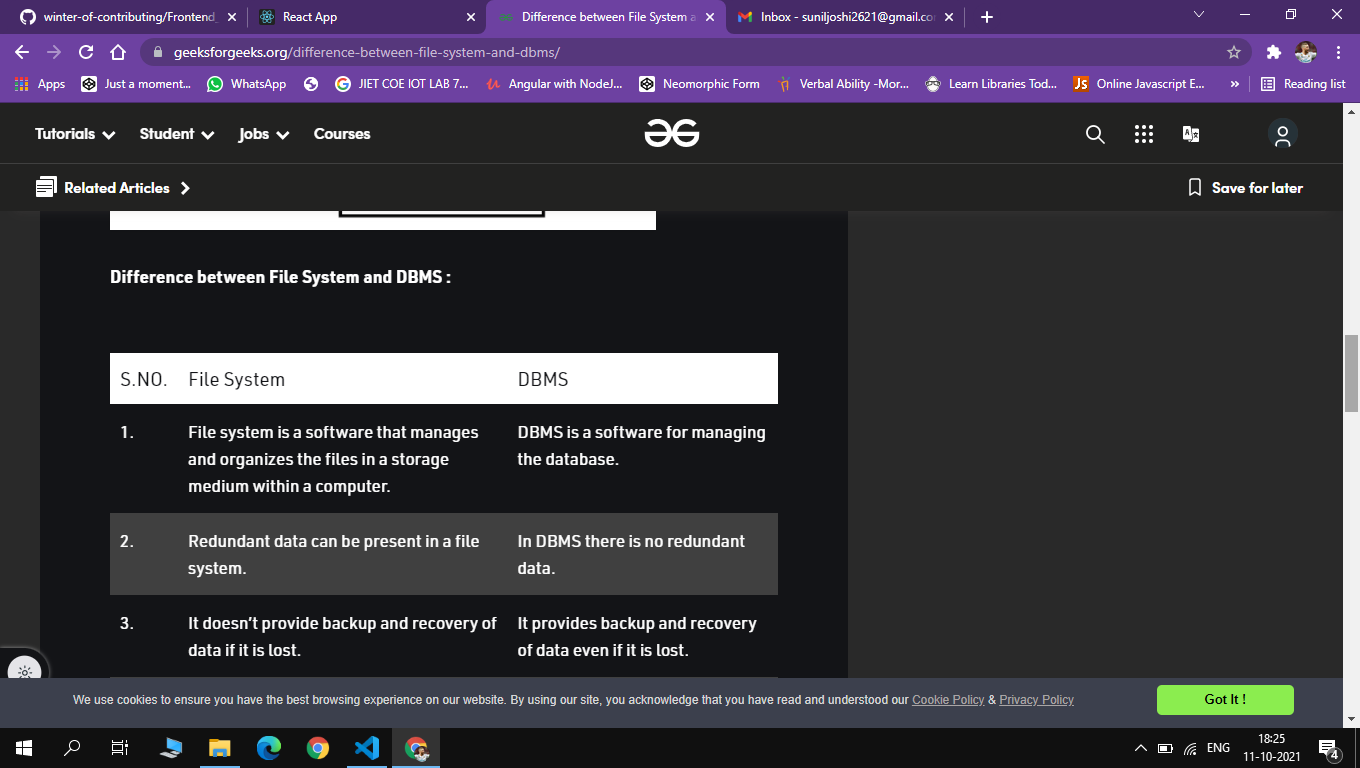 winter-of-contributing/Frontend_
React App
Difference between File System a
Inbox - suniljoshi2621@gmail.co
geeksforgeeks.org/difference-between-file-system-and-dbms/
Apps
Just a moment...
WhatsApp
JIET COE IOT LAB 7...
Angular with NodeJ...
Neomorphic Form
Verbal Ability -Mor...
Learn Libraries Tod...
JS
Online Javascript E...
»
Reading list
Tutorials
Student
Jobs
Courses
Related Articles
Save for later
Difference between File System and DBMS :
S.NO. File System DBMS
1. File system is a software that manages DBMS is a software for managing
and organizes the files in a storage the database.
medium within a computer.
2. Redundant data can be present in a file In DBMS there is no redundant
system. data.
3. It doesn’t provide backup and recovery of It provides backup and recovery
data if it is lost. of data even if it is lost.
We use cookies to ensure you have the best browsing experience on our website. By using our site, you acknowledge that you have read and understood our Cookie Policy & Privacy Policy
Got It !
ENG
18:25
11-10-2021
4